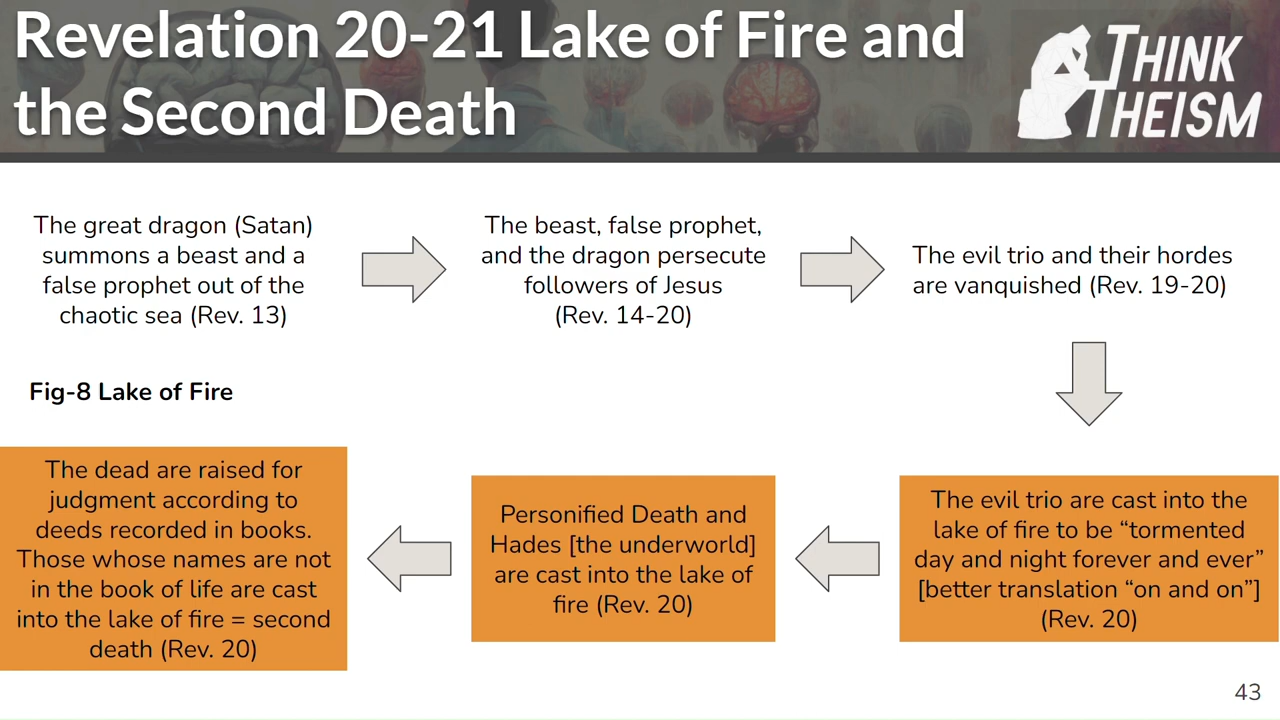 Revelation 20-21 Lake of Fire and
the Second Death
THINK
THEISM
The great dragon (Satan)
summons a beast and a
false prophet out of the
chaotic sea (Rev. 13)
The beast, false prophet,
and the dragon persecute
followers of Jesus
(Rev. 14-20)
The evil trio and their hordes
are vanquished (Rev. 19-20)
Fig-8 Lake of Fire
The evil trio are cast into the
lake of fire to be “tormented
day and night forever and ever”
[better translation “on and on”]
(Rev. 20)
Personified Death and
Hades [the underworld]
are cast into the lake of
fire (Rev. 20)
The dead are raised for
judgment according to
deeds recorded in books.
Those whose names are not
in the book of life are cast
into the lake of fire = second
death (Rev. 20)
43